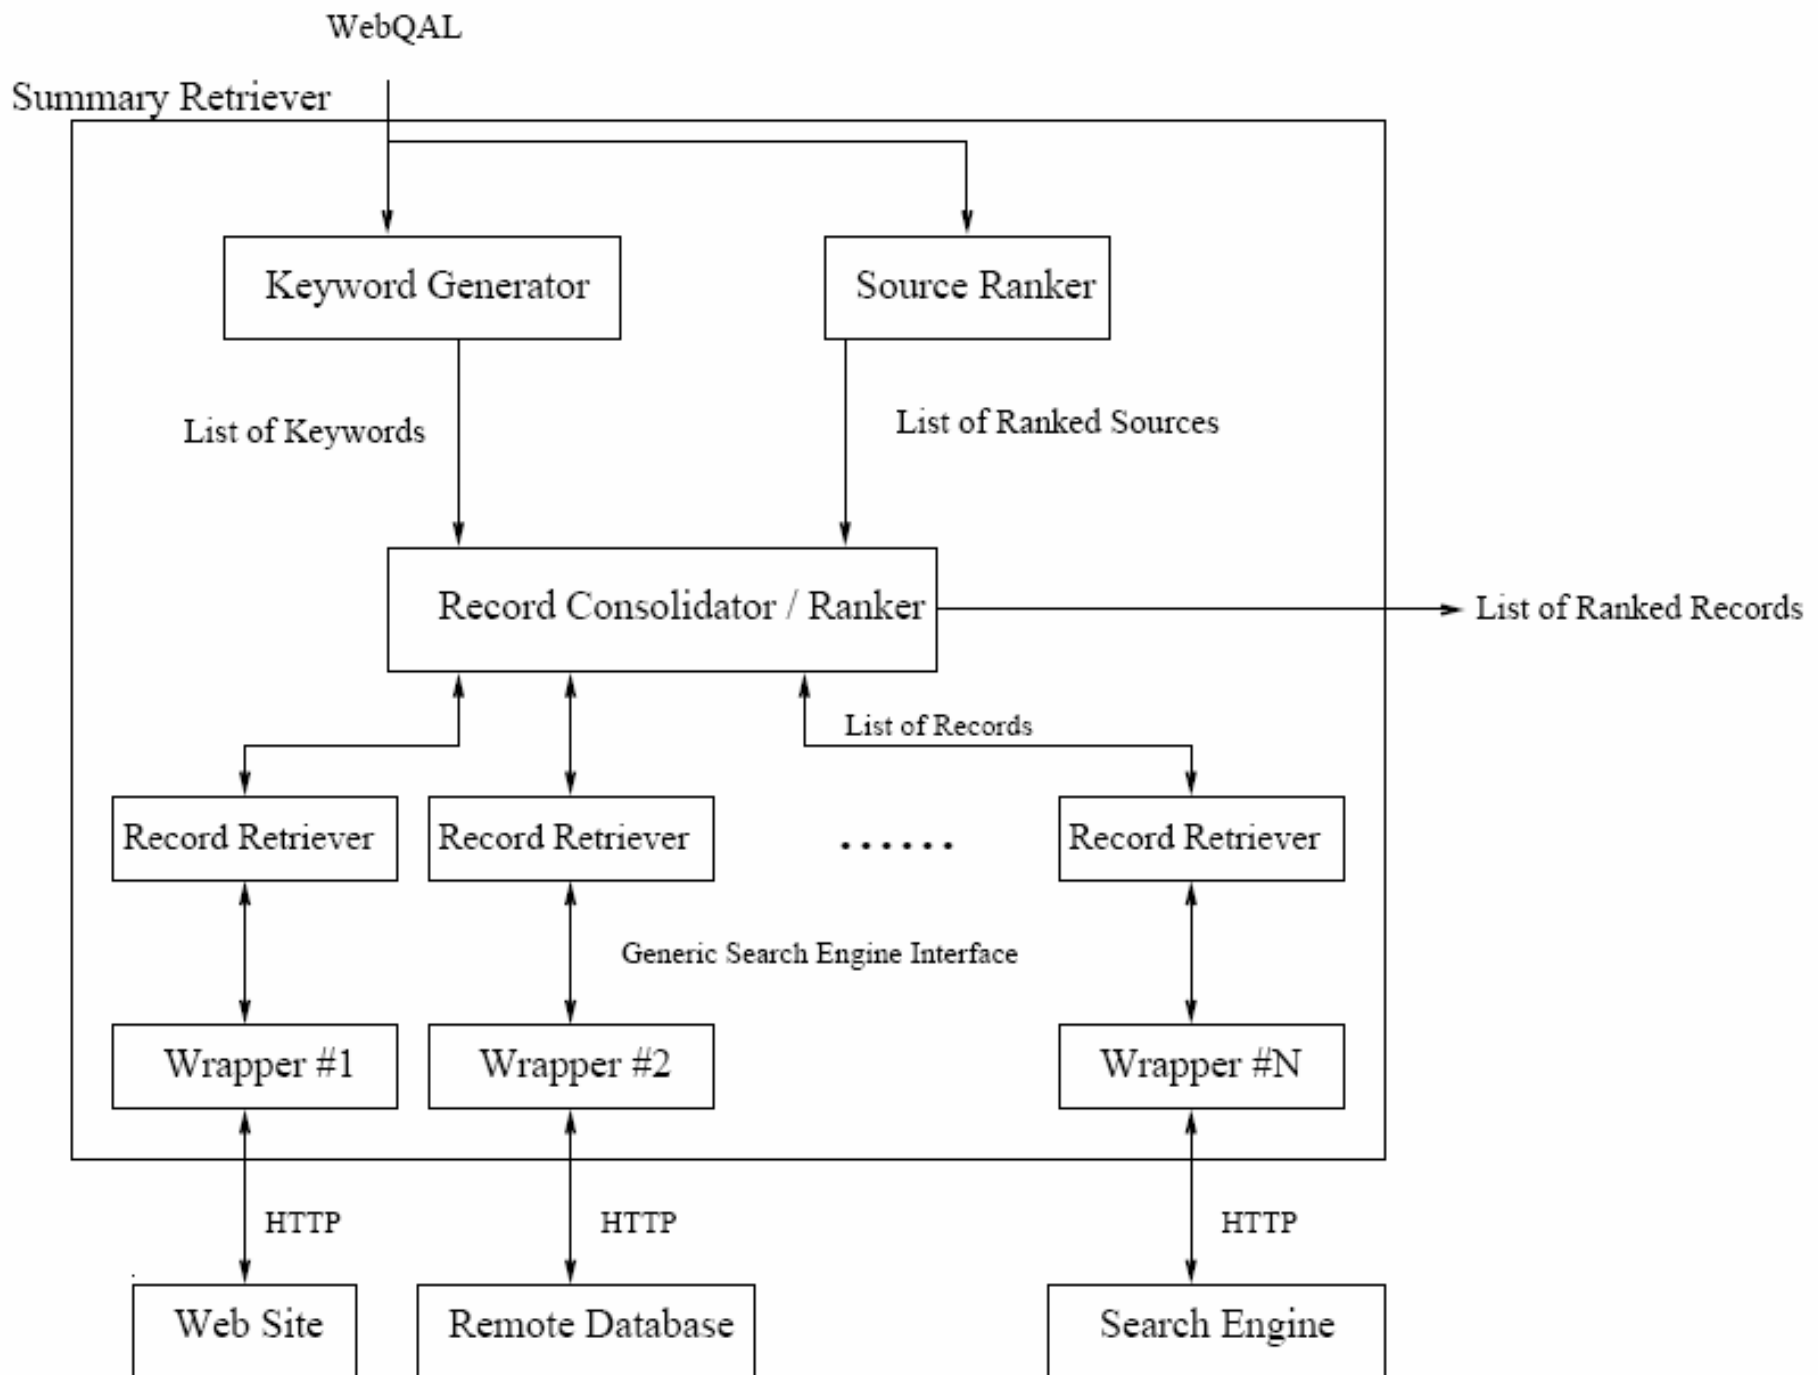 WebQAL
Summary Retriever
Keyword Generator
Source Ranker
List of Keywords
List of Ranked Sources
Record Consolidator / Ranker
List of Ranked Records
List of Records
Record Retriever
Record Retriever
......
Record Retriever
Generic Search Engine Interface
Wrapper #1
Wrapper #2
Wrapper #N
HTTP
HTTP
HTTP
Web Site
Remote Database
Search Engine